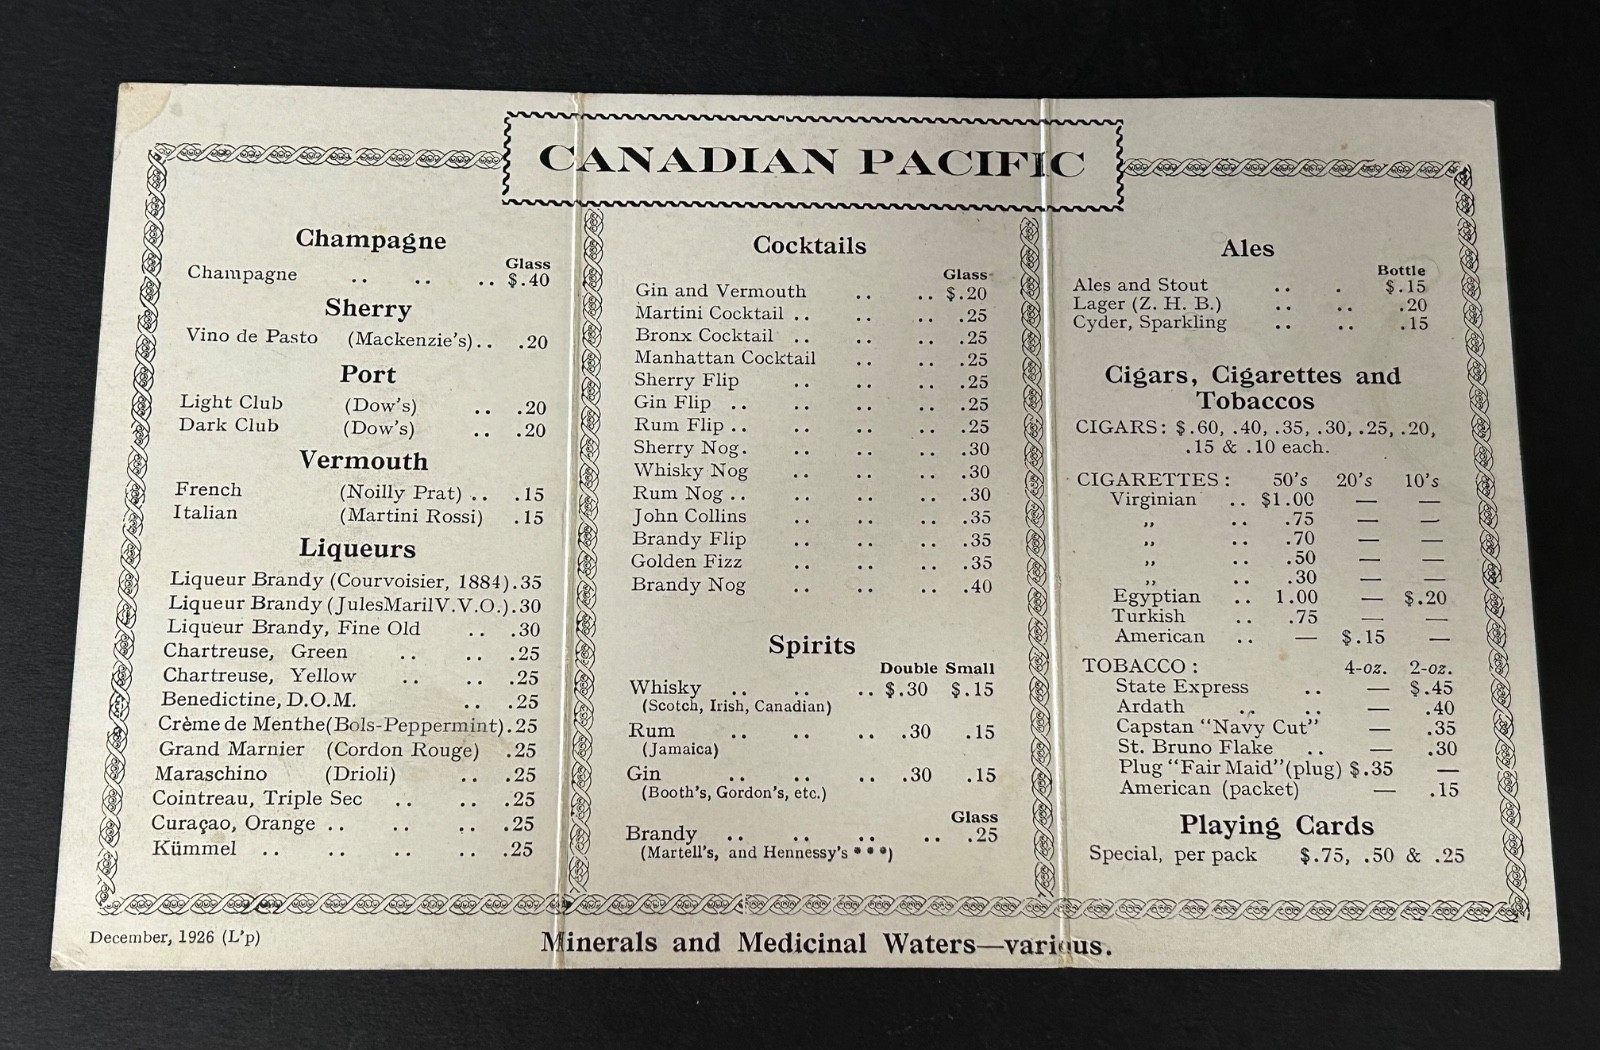 CANADIAN PACIFIC
Champagne
Glass
Champagne .. .. .. $.40
Sherry
Vino de Pasto (Mackenzie's).. .20
Port
Light Club (Dow's) .. .20
Dark Club (Dow's) .. .20
Vermouth
French (Noilly Prat) .. .15
Italian (Martini Rossi) .15
Liqueurs
Liqueur Brandy (Courvoisier, 1884).35
Liqueur Brandy (JulesMarilV.V.O.).30
Liqueur Brandy, Fine Old .. .30
Chartreuse, Green .. .. .25
Chartreuse, Yellow .. .. .25
Benedictine, D.O.M. .. .25
Crème de Menthe(Bols-Peppermint).25
Grand Marnier (Cordon Rouge) .25
Maraschino (Drioli) .. .25
Cointreau, Triple Sec .. .. .25
Curaçao, Orange .. .. .. .25
Kümmel .. .. .. .. .25
Cocktails
Glass
Gin and Vermouth .. .. $.20
Martini Cocktail .. .. .. .25
Bronx Cocktail .. .. .. .25
Manhattan Cocktail .. .. .25
Sherry Flip .. .. .. .25
Gin Flip .. .. .. .. .25
Rum Flip .. .. .. .. .25
Sherry Nog. .. .. .. .30
Whisky Nog .. .. .. .30
Rum Nog .. .. .. .. .30
John Collins .. .. .. .35
Brandy Flip .. .. .. .35
Golden Fizz .. .. .. .35
Brandy Nog .. .. .. .40
Spirits
Double Small
Whisky .. .. .. $.30 $.15
(Scotch, Irish, Canadian)
Rum .. .. .. .30 .15
(Jamaica)
Gin .. .. .. .30 .15
(Booth's, Gordon's, etc.)
Glass
Brandy .. .. .. .. .25
(Martell's, and Hennessy's ***)
Ales
Bottle
Ales and Stout .. . $.15
Lager (Z. H. B.) .. .. .20
Cyder, Sparkling .. .. .15
Cigars, Cigarettes and
Tobaccos
CIGARS: $.60, .40, .35, .30, .25, .20,
.15 & .10 each.
CIGARETTES: 50's 20's 10's
Virginian .. $1.00 — —
,, .. .75 — —
,, .. .70 — —
,, .. .50 — —
,, .. .30 — —
Egyptian .. 1.00 — $.20
Turkish .. .75 — —
American .. — $.15 —
TOBACCO: 4-oz. 2-oz.
State Express .. — $.45
Ardath .. .. — .40
Capstan "Navy Cut" — .35
St. Bruno Flake .. — .30
Plug "Fair Maid"(plug) $.35 —
American (packet) — .15
Playing Cards
Special, per pack $.75, .50 & .25
December, 1926 (L'p)
Minerals and Medicinal Waters—various.